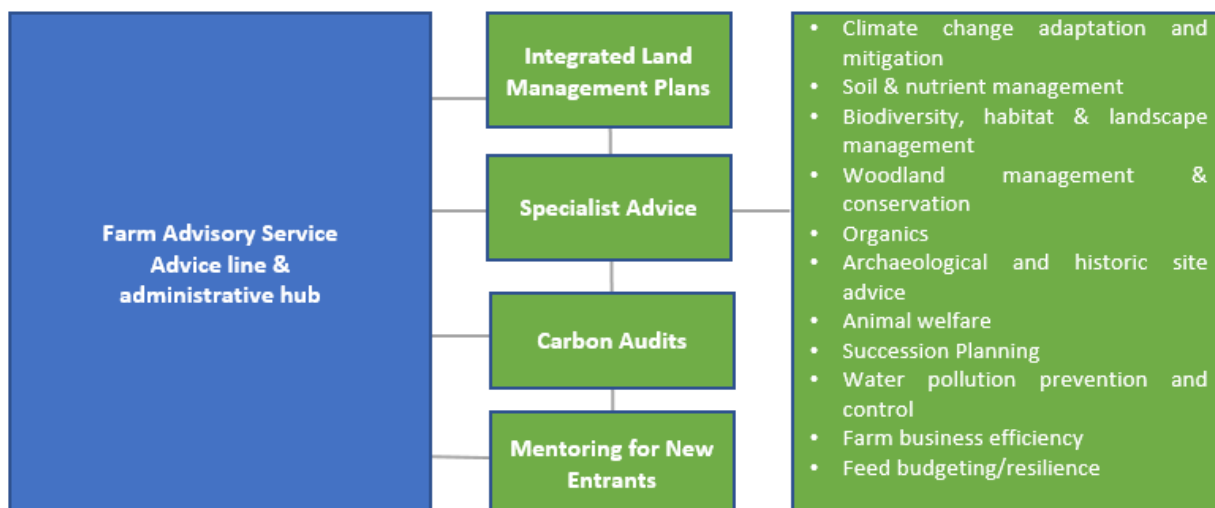 Farm Advisory Service
Advice line &
administrative hub
Integrated Land
Management Plans
Specialist Advice
Carbon Audits
Mentoring for New
Entrants
• Climate change adaptation and
mitigation
• Soil & nutrient management
• Biodiversity, habitat & landscape
management
• Woodland management &
conservation
• Organics
• Archaeological and historic site
advice
• Animal welfare
• Succession Planning
• Water pollution prevention and
control
• Farm business efficiency
• Feed budgeting/resilience